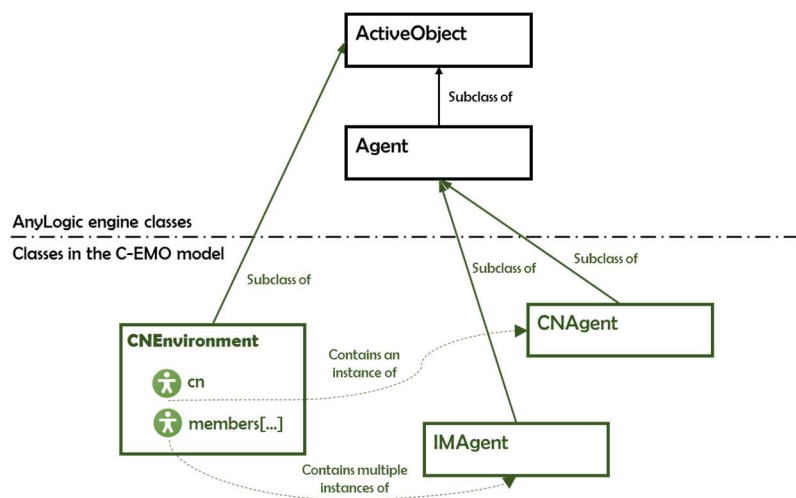 ActiveObject
Subclass of
Agent
AnyLogic engine classes
Classes in the C-EMO model
Subclass of
Subclass of
Subclass of
CNAgent
CNEnvironment
Contains an
instance of
cn
members[...]
IMAgent
Contains multiple
instances of